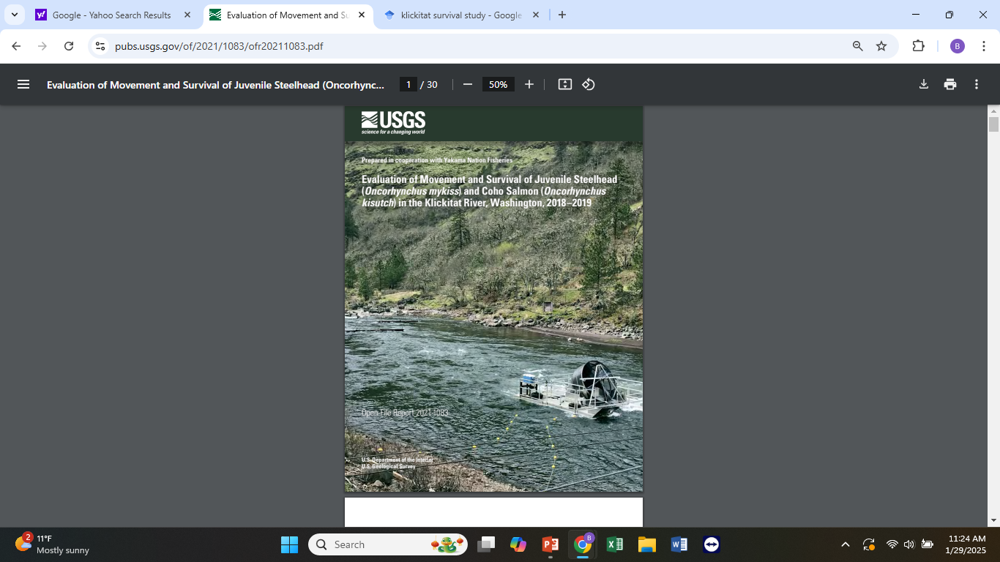 Google - Yahoo Search Results
Evaluation of Movement and Su
klickitat survival study - Google
pubs.usgs.gov/of/2021/1083/ofr20211083.pdf
B
Evaluation of Movement and Survival of Juvenile Steelhead (Oncorhync...
1 / 30
50%
USGS
science for a changing world
Prepared in cooperation with Yakama Nation Fisheries
Evaluation of Movement and Survival of Juvenile Steelhead
(Oncorhynchus mykiss) and Coho Salmon (Oncorhynchus
kisutch) in the Klickitat River, Washington, 2018–2019
Open-File Report 2021-1083
U.S. Department of the Interior
U.S. Geological Survey
2
11°F
Mostly sunny
Search
B
11:24 AM
1/29/2025